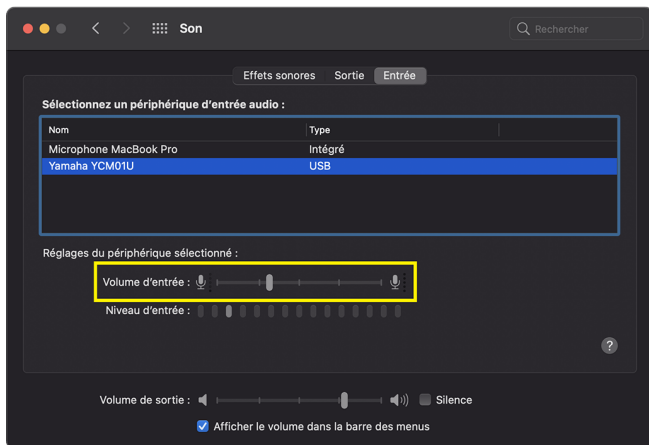 Son
Rechercher
Effets sonores Sortie Entrée
Sélectionnez un périphérique d'entrée audio :
Nom Type
Microphone MacBook Pro Intégré
Yamaha YCM01U USB
Réglages du périphérique sélectionné :
Volume d'entrée :
Niveau d'entrée :
?
Volume de sortie : Silence
Afficher le volume dans la barre des menus